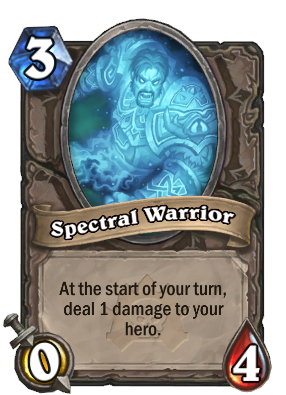 3
Spectral Warrior
At the start of your turn,
deal 1 damage to your
hero.
0
4